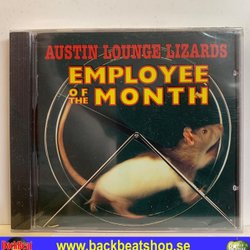 AUSTIN LOUNGE LIZARDS
EMPLOYEE
OF THE MONTH
www.backbeatshop.se